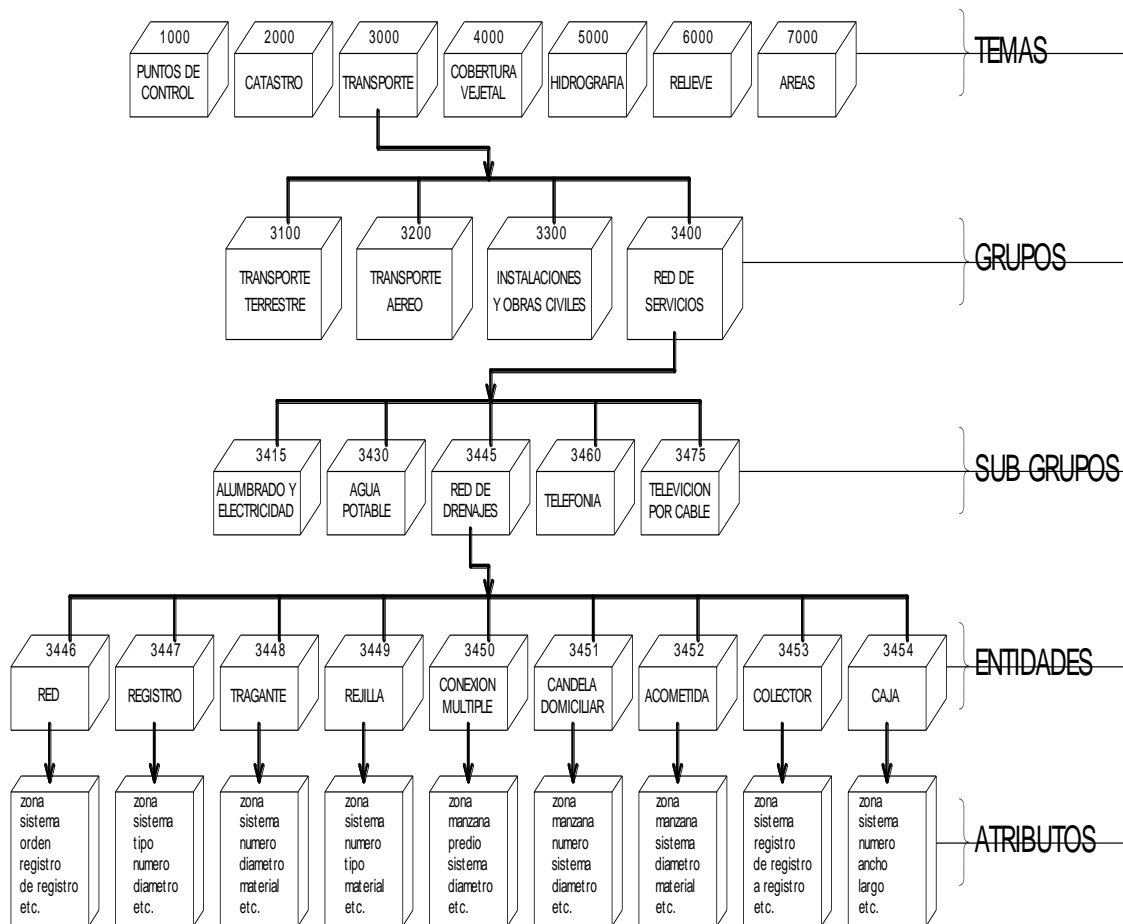 1000
PUNTOS DE
CONTROL
2000
CATASTRO
3000
TRANSPORTE
4000
COBERTURA
VEJETAL
5000
HIDROGRAFIA
6000
RELIEVE
7000
AREAS
TEMAS
3100
TRANSPORTE
TERRESTRE
3200
TRANSPORTE
AEREO
3300
INSTALACIONES
Y OBRAS CIVILES
3400
RED DE
SERVICIOS
GRUPOS
3415
ALUMBRADO Y
ELECTRICIDAD
3430
AGUA
POTABLE
3445
RED DE
DRENAJES
3460
TELEFONIA
3475
TELEVICION
POR CABLE
SUB GRUPOS
3446
RED
3447
REGISTRO
3448
TRAGANTE
3449
REJILLA
3450
CONEXION
MULTIPLE
3451
CANDELA
DOMICILIAR
3452
ACOMETIDA
3453
COLECTOR
3454
CAJA
ENTIDADES
zona
sistema
orden
registro
de registro
etc.
zona
sistema
tipo
numero
diametro
etc.
zona
sistema
numero
diametro
material
etc.
zona
sistema
numero
tipo
material
etc.
zona
manzana
predio
sistema
diametro
etc.
zona
manzana
numero
sistema
diametro
etc.
zona
manzana
sistema
diametro
material
etc.
zona
sistema
registro
de registro
a registro
etc.
zona
sistema
numero
ancho
largo
etc.
ATRIBUTOS